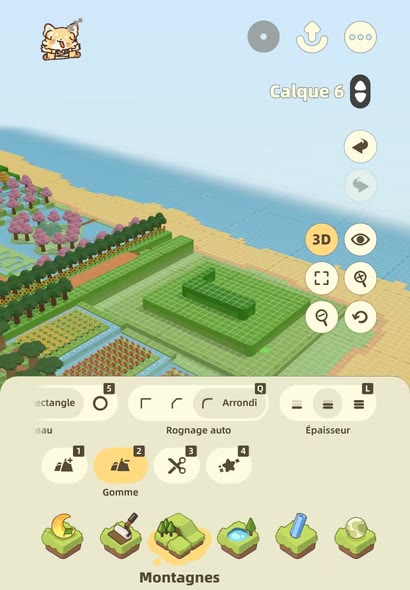 Calque 6
3D
ectangle
5
Q
Arrondi
L
eau
Rognage auto
Épaisseur
1
2
3
4
Gomme
Montagnes